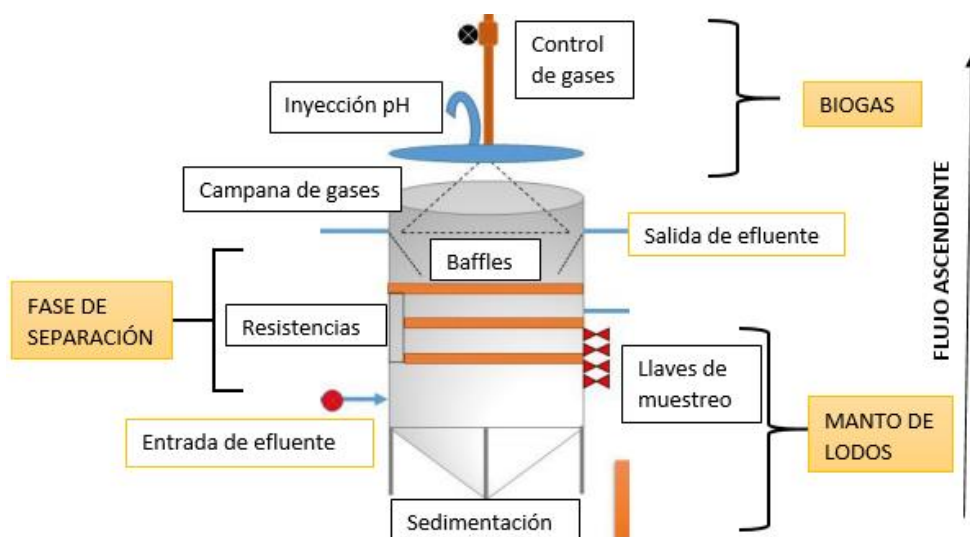 Control
de gases
Inyección pH
BIOGAS
Campana de gases
Salida de efluente
Baffles
FASE DE
SEPARACIÓN
Resistencias
FLUJO ASCENDENTE
Llaves de
muestreo
Entrada de efluente
MANTO DE
LODOS
Sedimentación